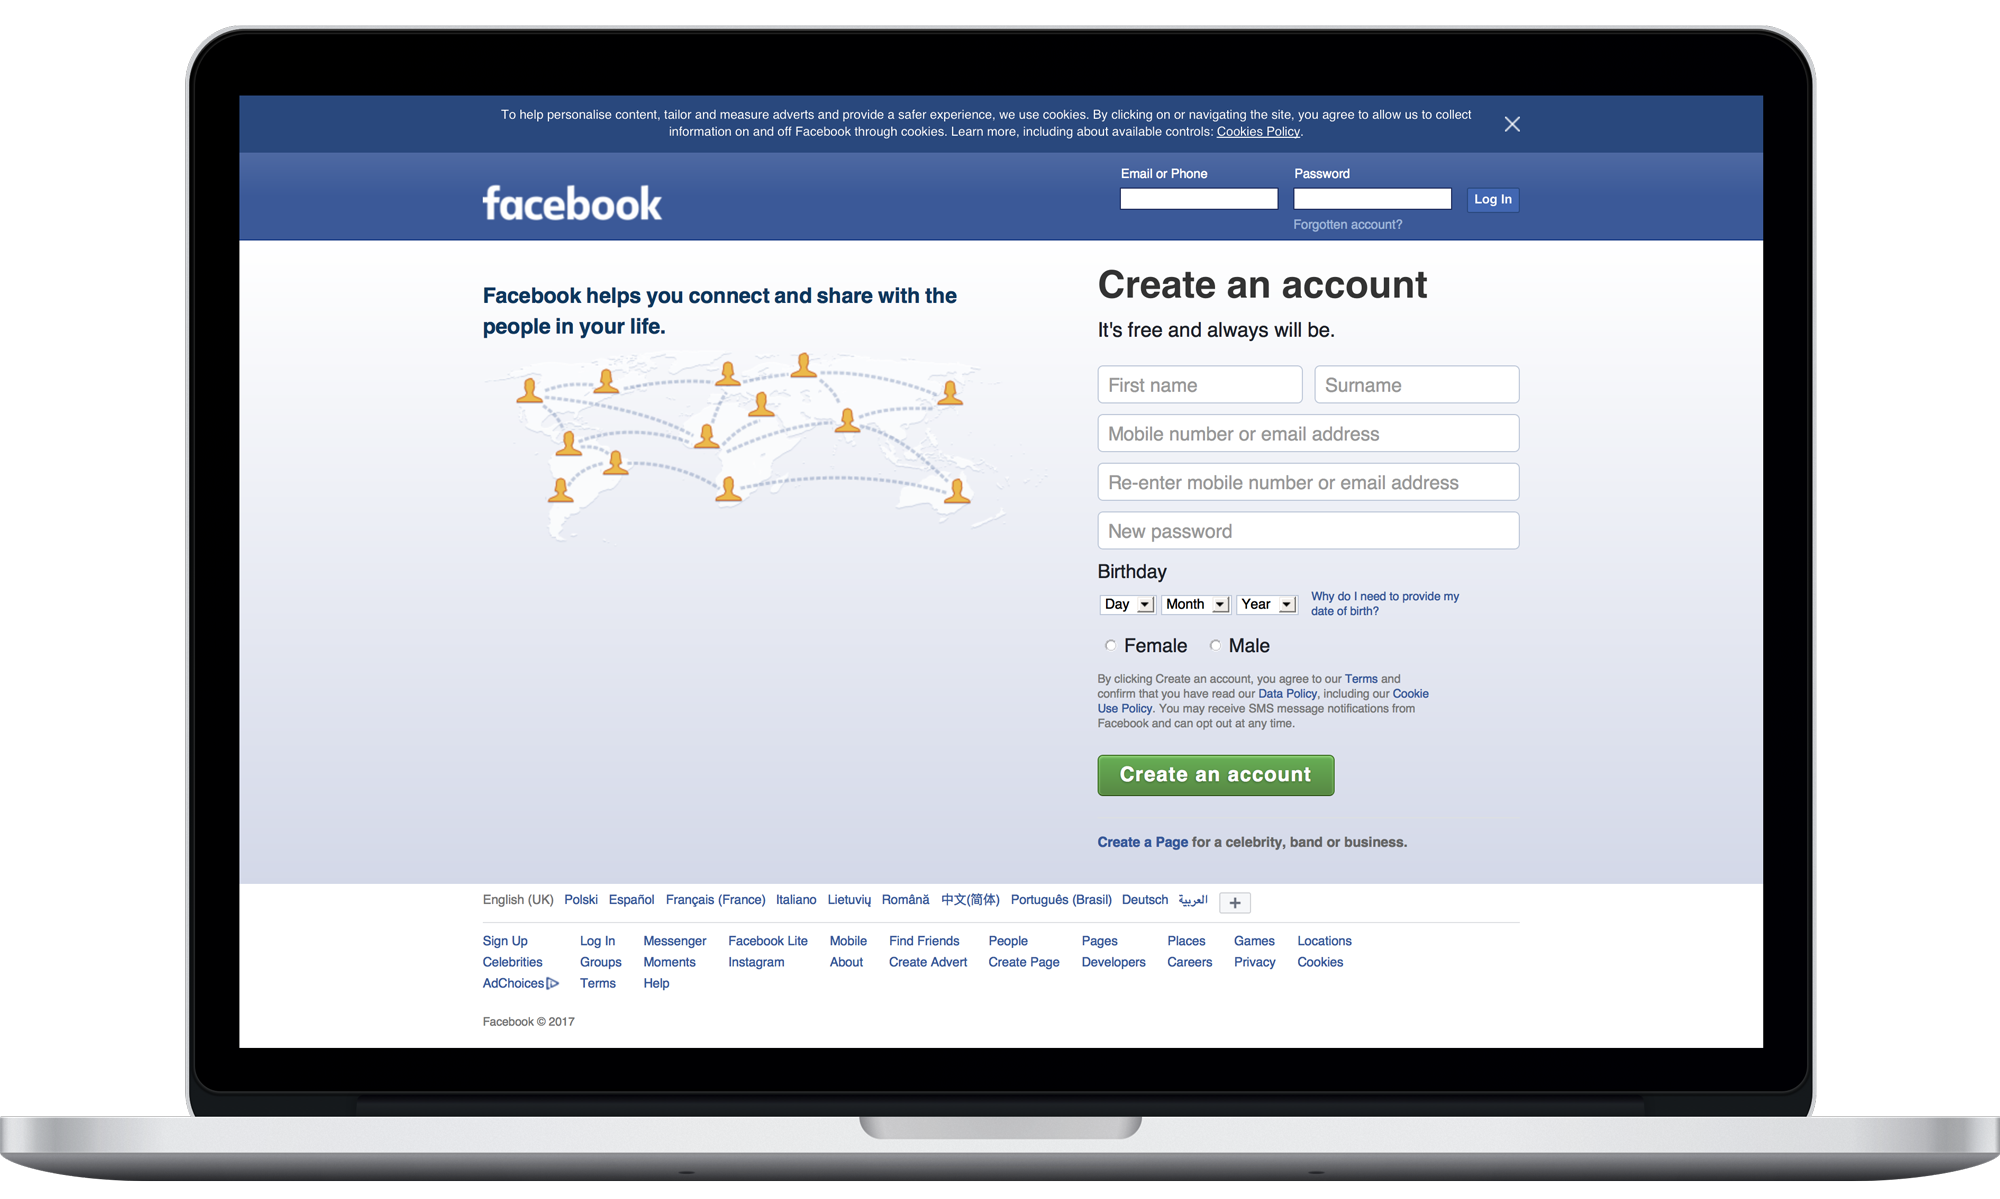 To help personalise content, tailor and measure adverts and provide a safer experience, we use cookies. By clicking on or navigating the site, you agree to allow us to collect
information on and off Facebook through cookies. Learn more, including about available controls: Cookies Policy.
facebook
Email or Phone
Password
Log In
Forgotten account?
Facebook helps you connect and share with the
people in your life.
Create an account
It's free and always will be.
First name
Surname
Mobile number or email address
Re-enter mobile number or email address
New password
Birthday
Day Month Year
Why do I need to provide my
date of birth?
Female Male
By clicking Create an account, you agree to our Terms and
confirm that you have read our Data Policy, including our Cookie
Use Policy. You may receive SMS message notifications from
Facebook and can opt out at any time.
Create an account
Create a Page for a celebrity, band or business.
English (UK) Polski Español Français (France) Italiano Lietuvių Română 中文(简体) Português (Brasil) Deutsch العربية +
Sign Up Log In Messenger Facebook Lite Mobile Find Friends People Pages Places Games Locations
Celebrities Groups Moments Instagram About Create Advert Create Page Developers Careers Privacy Cookies
AdChoices Terms Help
Facebook © 2017